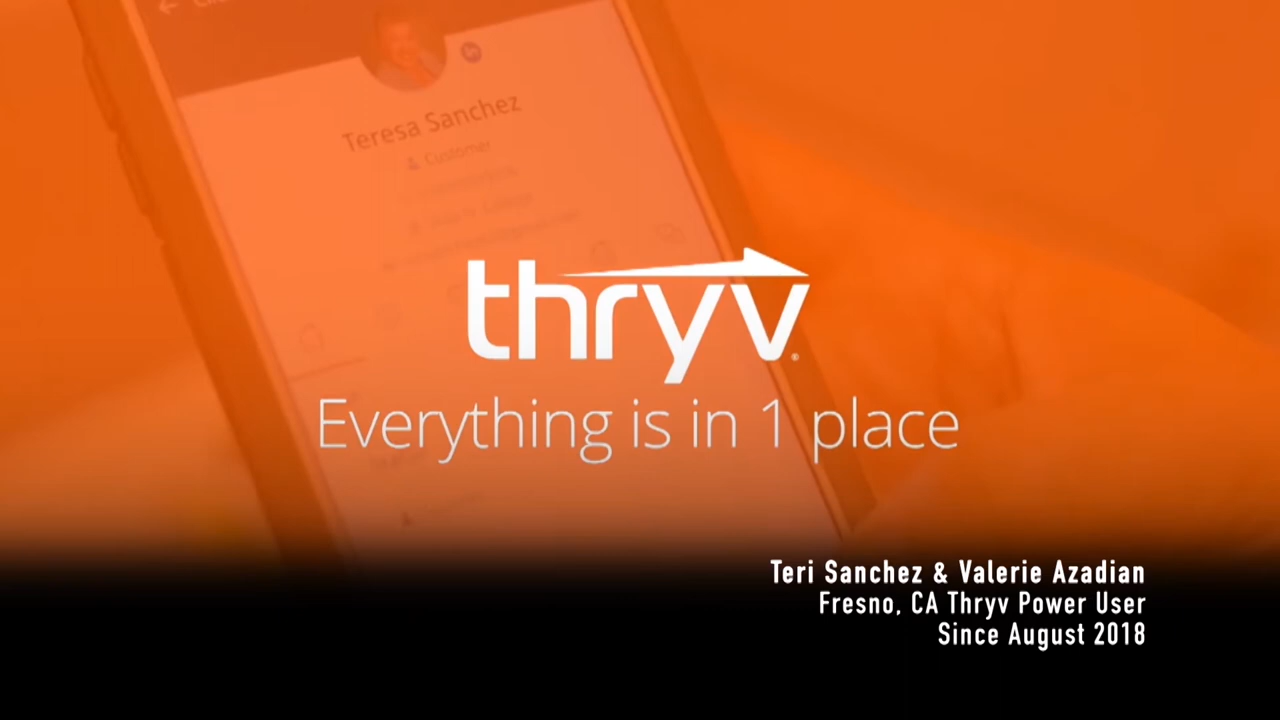 Teresa Sanchez
Customer
thryv®
Everything is in 1 place
Teri Sanchez & Valerie Azadian
Fresno, CA Thryv Power User
Since August 2018